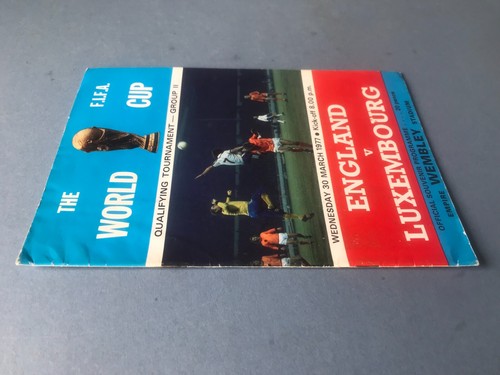 THE F.I.F.A.
WORLD CUP
QUALIFYING TOURNAMENT — GROUP II
WEDNESDAY 30 MARCH 1977 • Kick-off 8.00 p.m.
ENGLAND
v
LUXEMBOURG
OFFICIAL SOUVENIR PROGRAMME
EMPIRE WEMBLEY STADIUM